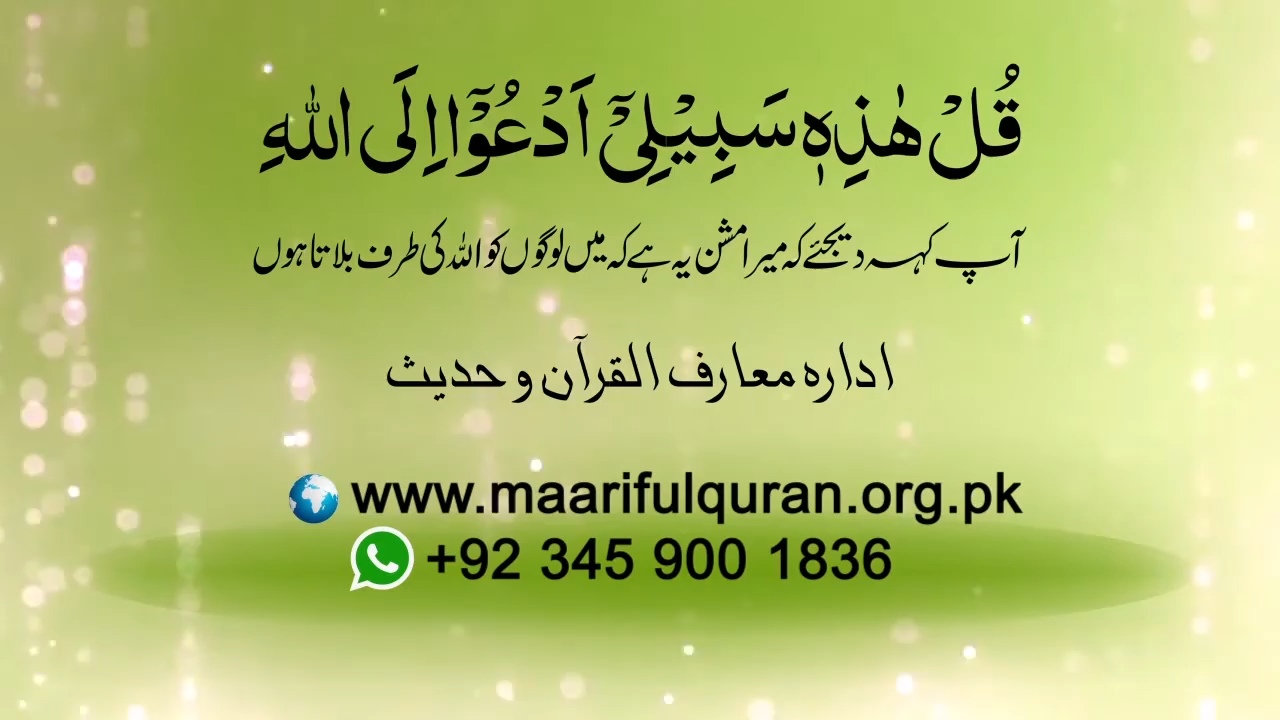 قُلْ هٰذِهٖ سَبِيْلِيْٓ اَدْعُوْٓا اِلَى اللهِ
آپ کہہ دیجئے کہ میرا مشن یہ ہے کہ میں لوگوں کو اللہ کی طرف بلاتا ہوں
ادارہ معارف القرآن و حدیث
www.maarifulquran.org.pk
+92 345 900 1836